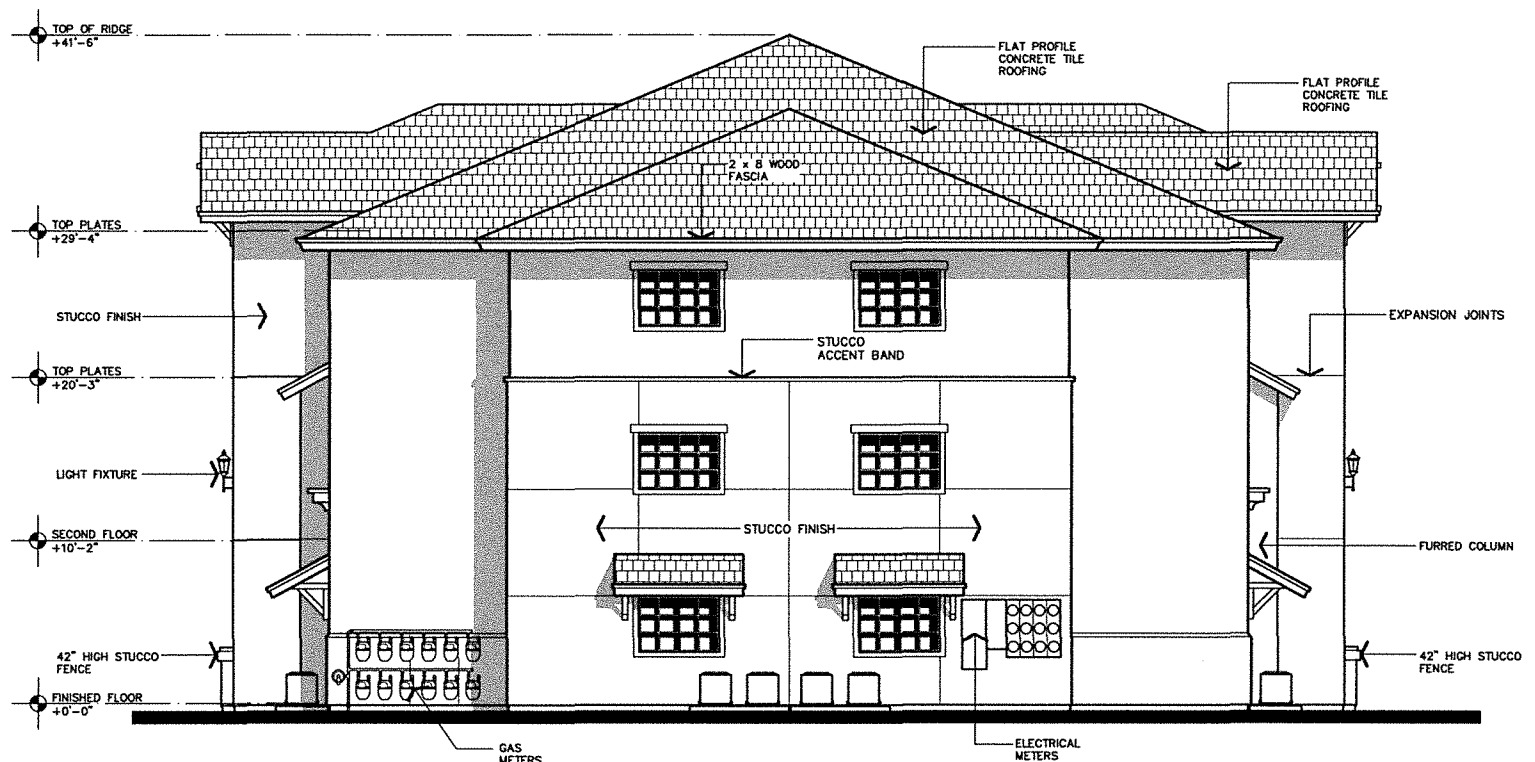 TOP OF RIDGE
+41'-6"
FLAT PROFILE
CONCRETE TILE
ROOFING
FLAT PROFILE
CONCRETE TILE
ROOFING
2 x 8 WOOD
FASCIA
TOP PLATES
+29'-4"
STUCCO FINISH
EXPANSION JOINTS
STUCCO
ACCENT BAND
TOP PLATES
+20'-3"
LIGHT FIXTURE
STUCCO FINISH
SECOND FLOOR
+10'-2"
FURRED COLUMN
42" HIGH STUCCO
FENCE
42" HIGH STUCCO
FENCE
FINISHED FLOOR
+0'-0"
GAS
METERS
ELECTRICAL
METERS